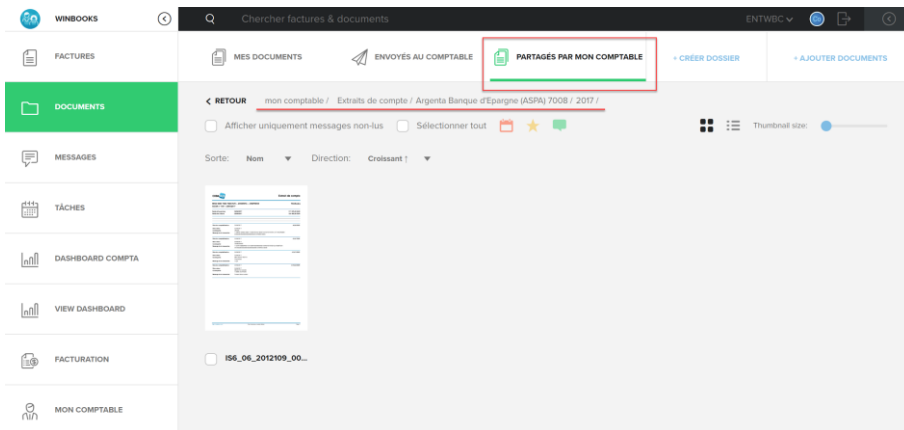 WINBOOKS
Chercher factures & documents
ENTWBC
Co
FACTURES
MES DOCUMENTS
ENVOYÉS AU COMPTABLE
PARTAGÉS PAR MON COMPTABLE
+ CRÉER DOSSIER
+ AJOUTER DOCUMENTS
DOCUMENTS
RETOUR mon comptable / Extraits de compte / Argenta Banque d'Epargne (ASPA) 7008 / 2017 /
Afficher uniquement messages non-lus Sélectionner tout
Thumbnail size:
MESSAGES
Sorte: Nom Direction: Croissant ↑
TÂCHES
DASHBOARD COMPTA
VIEW DASHBOARD
FACTURATION
IS6_06_2012109_00...
MON COMPTABLE